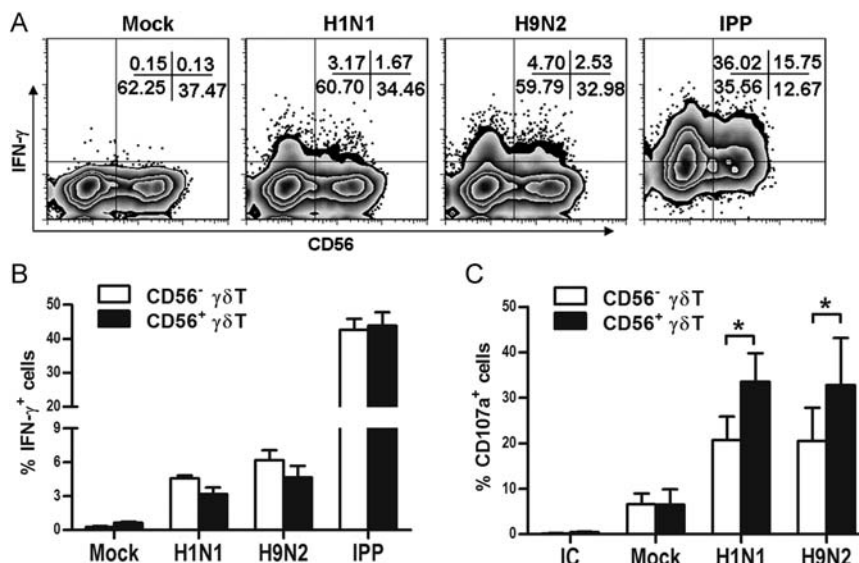 A
Mock H1N1 H9N2 IPP
0.15 0.13 3.17 1.67 4.70 2.53 36.02 15.75
62.25 37.47 60.70 34.46 59.79 32.98 35.56 12.67
IFN-γ
CD56
B
CD56⁻ γδT
CD56⁺ γδT
% IFN-γ⁺ cells
50
40
30
20
9
6
3
0
Mock H1N1 H9N2 IPP
C
CD56⁻ γδT
CD56⁺ γδT
% CD107a⁺ cells
50
40
30
20
10
0
* *
IC Mock H1N1 H9N2